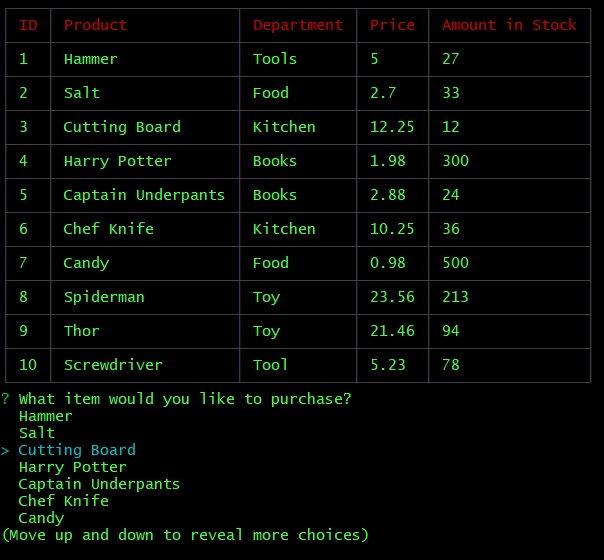 ID Product Department Price Amount in Stock
1 Hammer Tools 5 27
2 Salt Food 2.7 33
3 Cutting Board Kitchen 12.25 12
4 Harry Potter Books 1.98 300
5 Captain Underpants Books 2.88 24
6 Chef Knife Kitchen 10.25 36
7 Candy Food 0.98 500
8 Spiderman Toy 23.56 213
9 Thor Toy 21.46 94
10 Screwdriver Tool 5.23 78
? What item would you like to purchase?
Hammer
Salt
> Cutting Board
Harry Potter
Captain Underpants
Chef Knife
Candy
(Move up and down to reveal more choices)